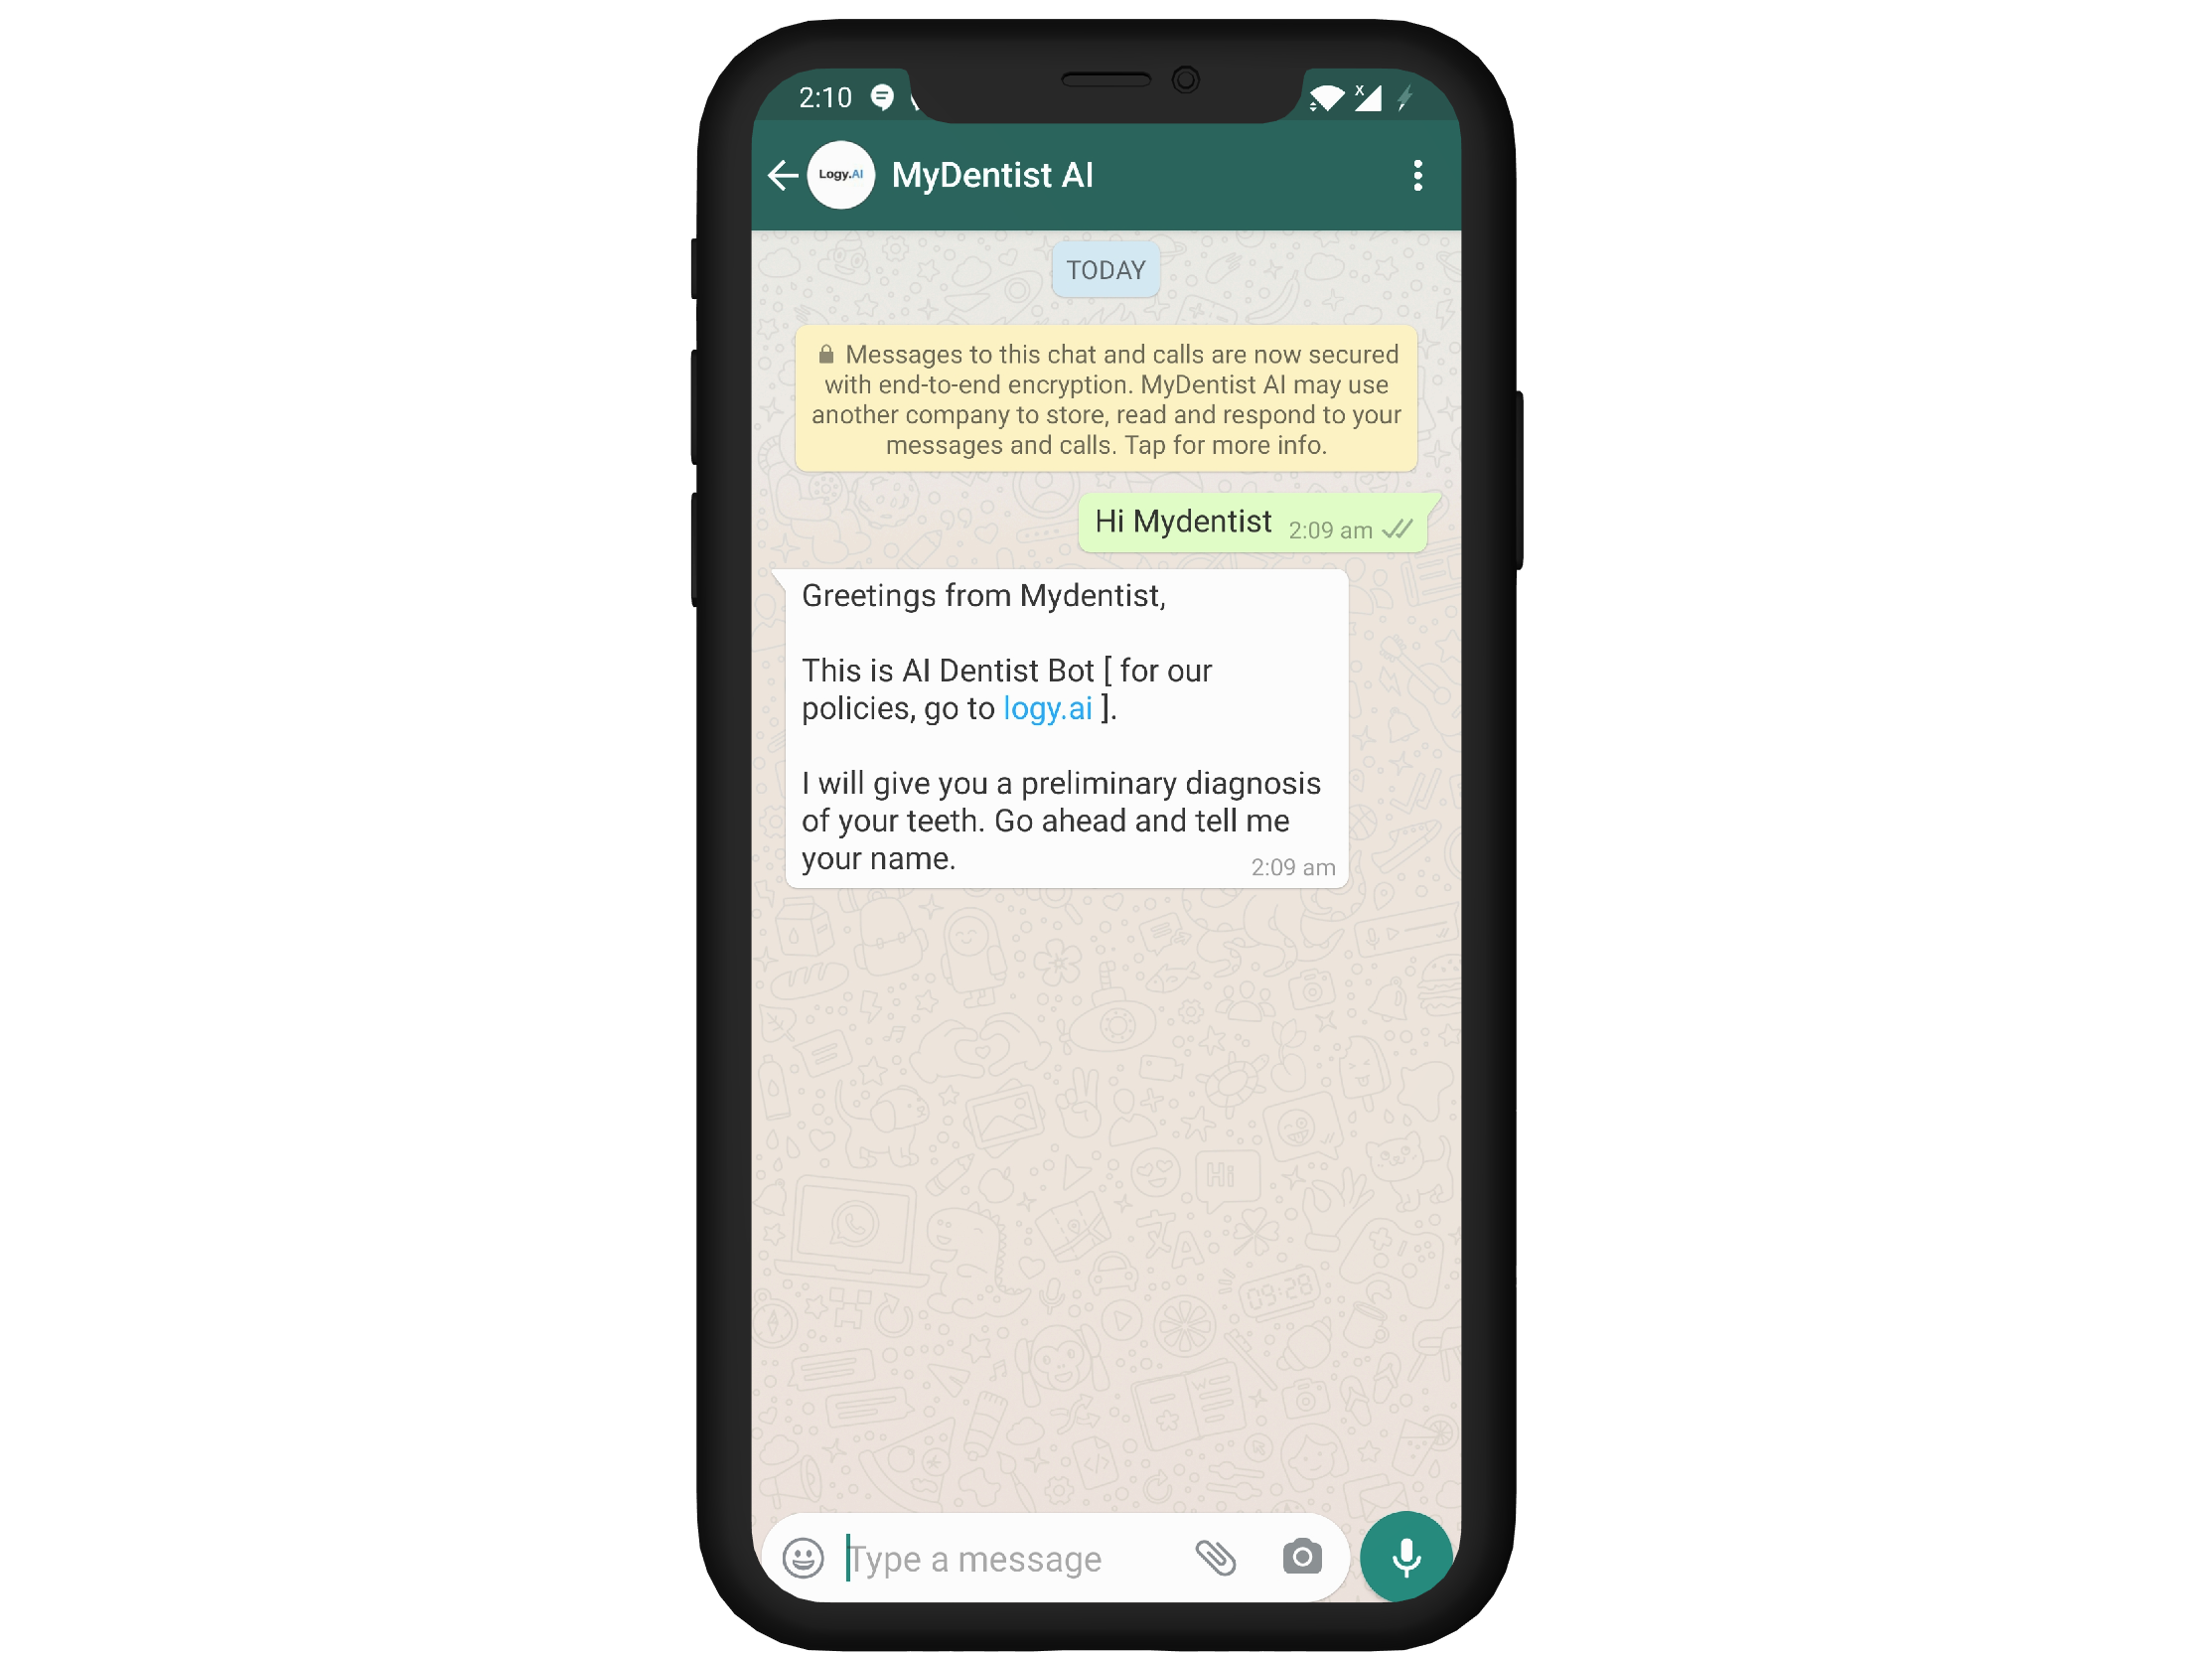 2:10
Logy.AI
MyDentist AI
TODAY
Messages to this chat and calls are now secured
with end-to-end encryption. MyDentist AI may use
another company to store, read and respond to your
messages and calls. Tap for more info.
Hi Mydentist 2:09 am
Greetings from Mydentist,
This is AI Dentist Bot [ for our
policies, go to logy.ai ].
I will give you a preliminary diagnosis
of your teeth. Go ahead and tell me
your name.
2:09 am
Hi
09:28
Type a message